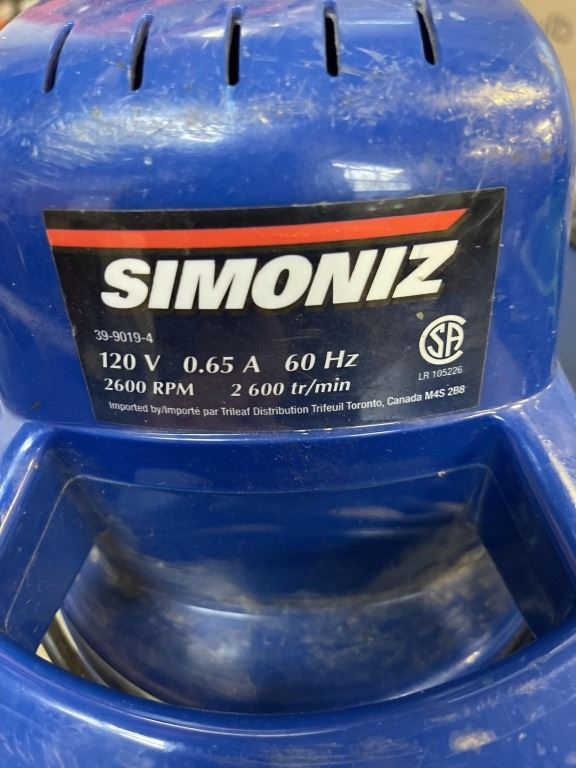 SIMONIZ
39-9019-4
120 V 0.65 A 60 Hz
2600 RPM 2 600 tr/min
CSA
LR 105226
Imported by/Importé par Trileaf Distribution Trifeuil Toronto, Canada M4S 2B8